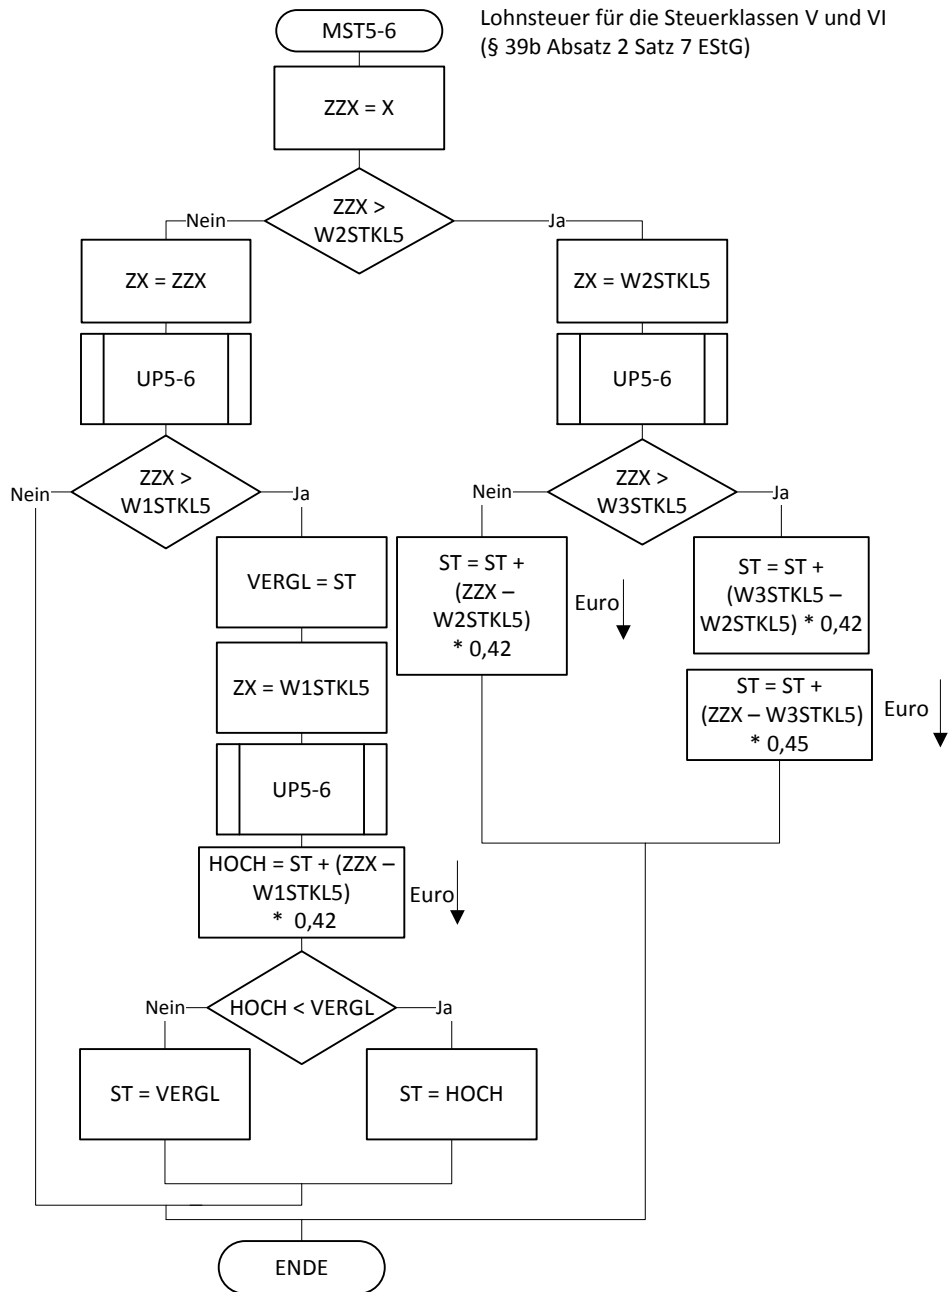 MST5-6
Lohnsteuer für die Steuerklassen V und VI
(§ 39b Absatz 2 Satz 7 EStG)
ZZX = X
ZZX >
W2STKL5
Nein
Ja
ZX = ZZX
ZX = W2STKL5
UP5-6
UP5-6
ZZX >
W1STKL5
Nein
Ja
ZZX >
W3STKL5
Nein
Ja
VERGL = ST
ST = ST +
(ZZX –
W2STKL5)
* 0,42
Euro
ST = ST +
(W3STKL5 –
W2STKL5) * 0,42
ZX = W1STKL5
ST = ST +
(ZZX – W3STKL5)
* 0,45
Euro
UP5-6
HOCH = ST + (ZZX –
W1STKL5)
* 0,42
Euro
HOCH < VERGL
Nein
Ja
ST = VERGL
ST = HOCH
ENDE